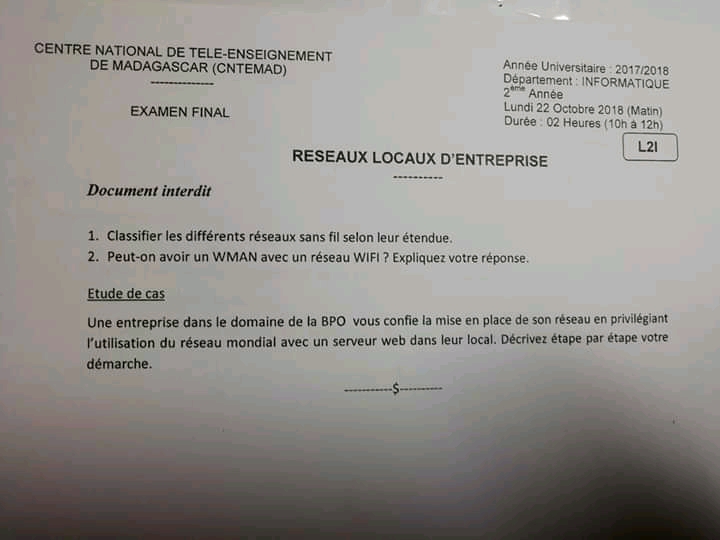 CENTRE NATIONAL DE TELE-ENSEIGNEMENT
DE MADAGASCAR (CNTEMAD)
--------------
EXAMEN FINAL
Année Universitaire : 2017/2018
Département : INFORMATIQUE
2ème Année
Lundi 22 Octobre 2018 (Matin)
Durée : 02 Heures (10h à 12h)
L2I
RESEAUX LOCAUX D'ENTREPRISE
----------
Document interdit
1. Classifier les différents réseaux sans fil selon leur étendue.
2. Peut-on avoir un WMAN avec un réseau WIFI ? Expliquez votre réponse.
Etude de cas
Une entreprise dans le domaine de la BPO vous confie la mise en place de son réseau en privilégiant
l'utilisation du réseau mondial avec un serveur web dans leur local. Décrivez étape par étape votre
démarche.
-----------$----------